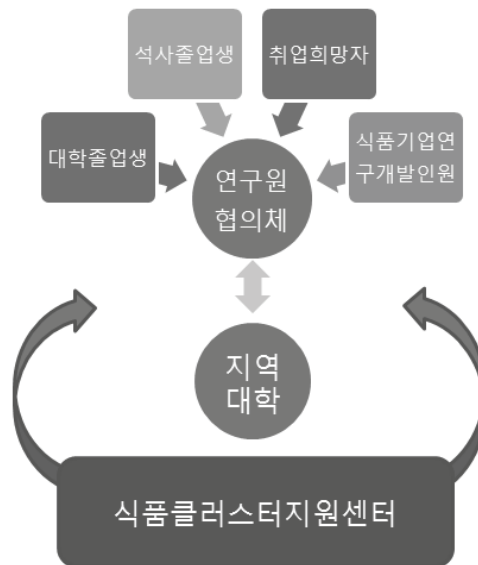 석사졸업생
취업희망자
대학졸업생
식품기업연
구개발인원
연구원
협의체
지역
대학
식품클러스터지원센터